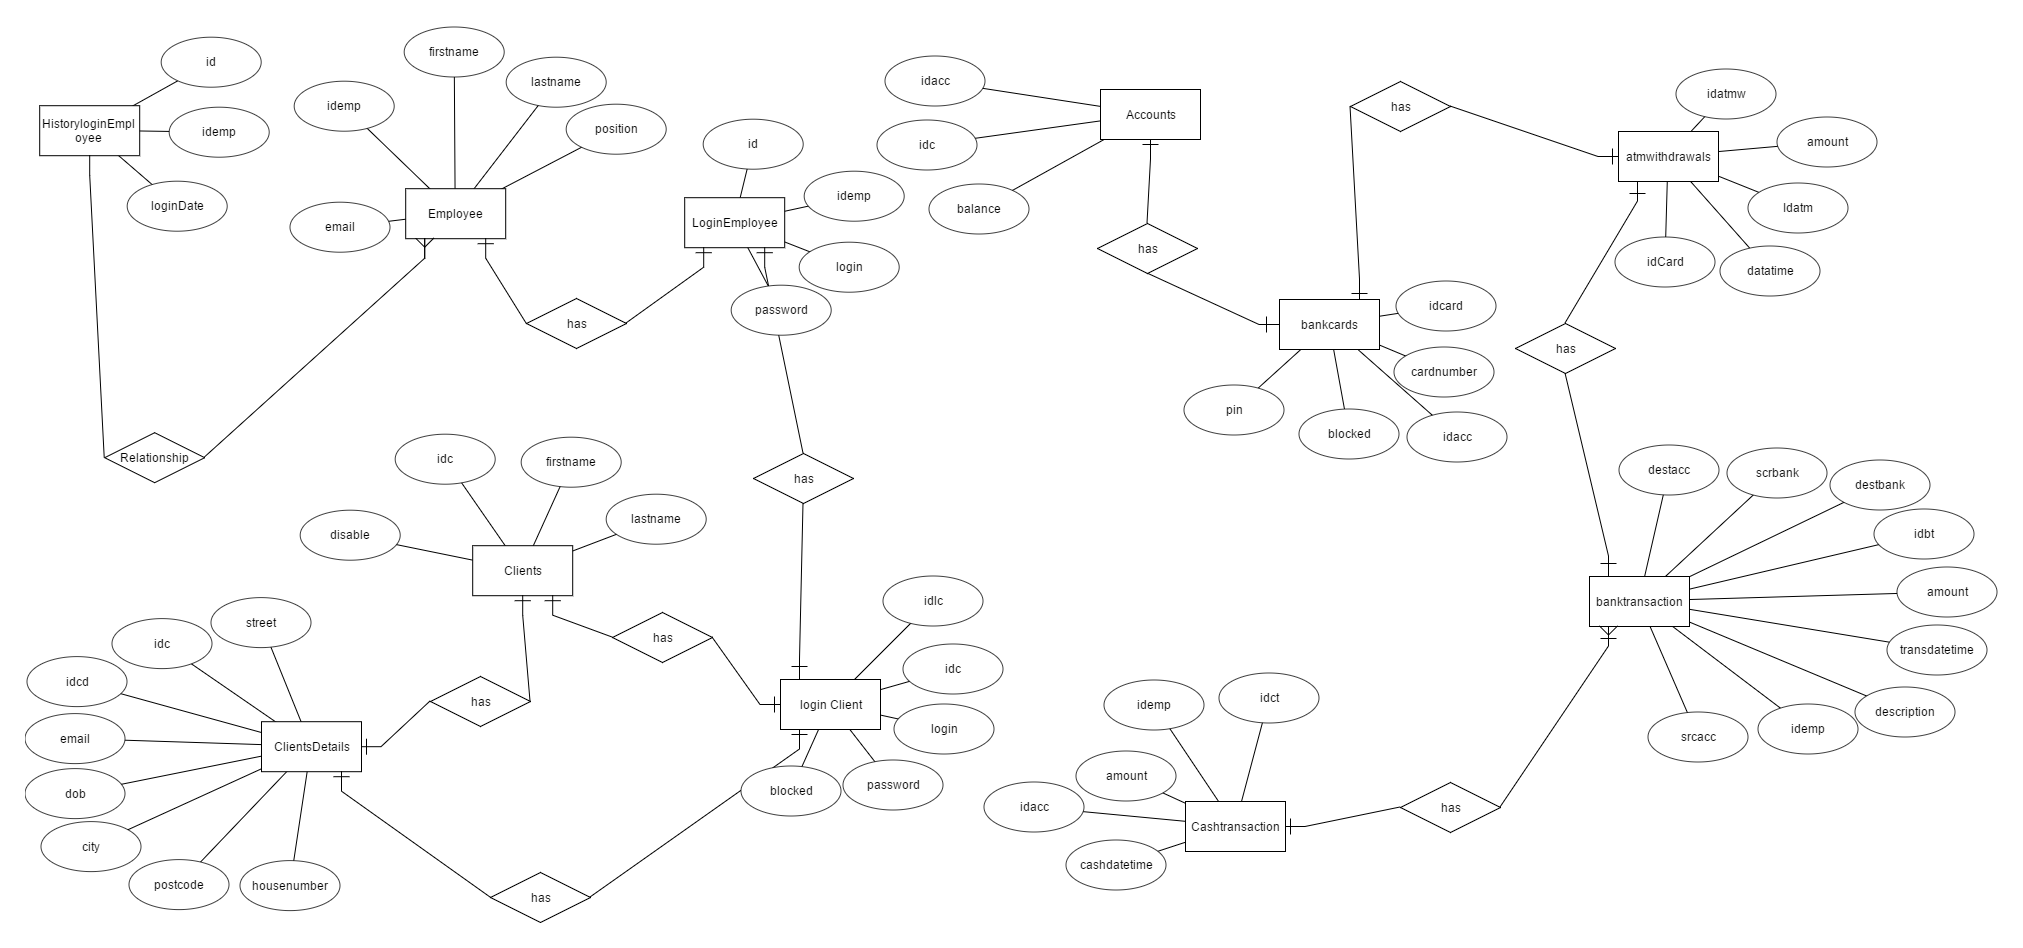 id
HistoryloginEmpl
oyee
idemp
loginDate
firstname
idemp
lastname
position
email
Employee
id
LoginEmployee
idemp
login
password
has
Relationship
idacc
idc
balance
Accounts
has
has
idatmw
amount
atmwithdrawals
ldatm
idCard
datatime
bankcards
idcard
cardnumber
pin
blocked
idacc
has
has
idc
firstname
disable
lastname
Clients
has
has
street
idc
idcd
email
dob
city
postcode
housenumber
ClientsDetails
has
idlc
idc
login Client
login
blocked
password
destacc
scrbank
destbank
idbt
banktransaction
amount
transdatetime
description
idemp
srcacc
idemp
idct
amount
idacc
Cashtransaction
cashdatetime
has